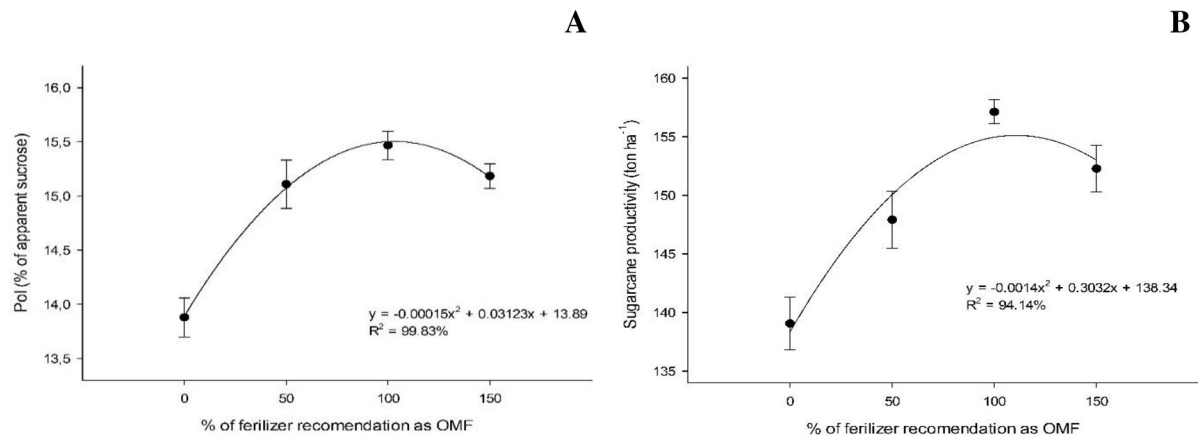 A
16,0
15,5
15,0
14,5
14,0
13,5
Pol (% of apparent sucrose)
y = -0.00015x² + 0.03123x + 13.89
R² = 99.83%
0 50 100 150
% of ferilizer recomendation as OMF
B
160
155
150
145
140
135
Sugarcane productivity (ton ha⁻¹)
y = -0.0014x² + 0.3032x + 138.34
R² = 94.14%
0 50 100 150
% of ferilizer recomendation as OMF